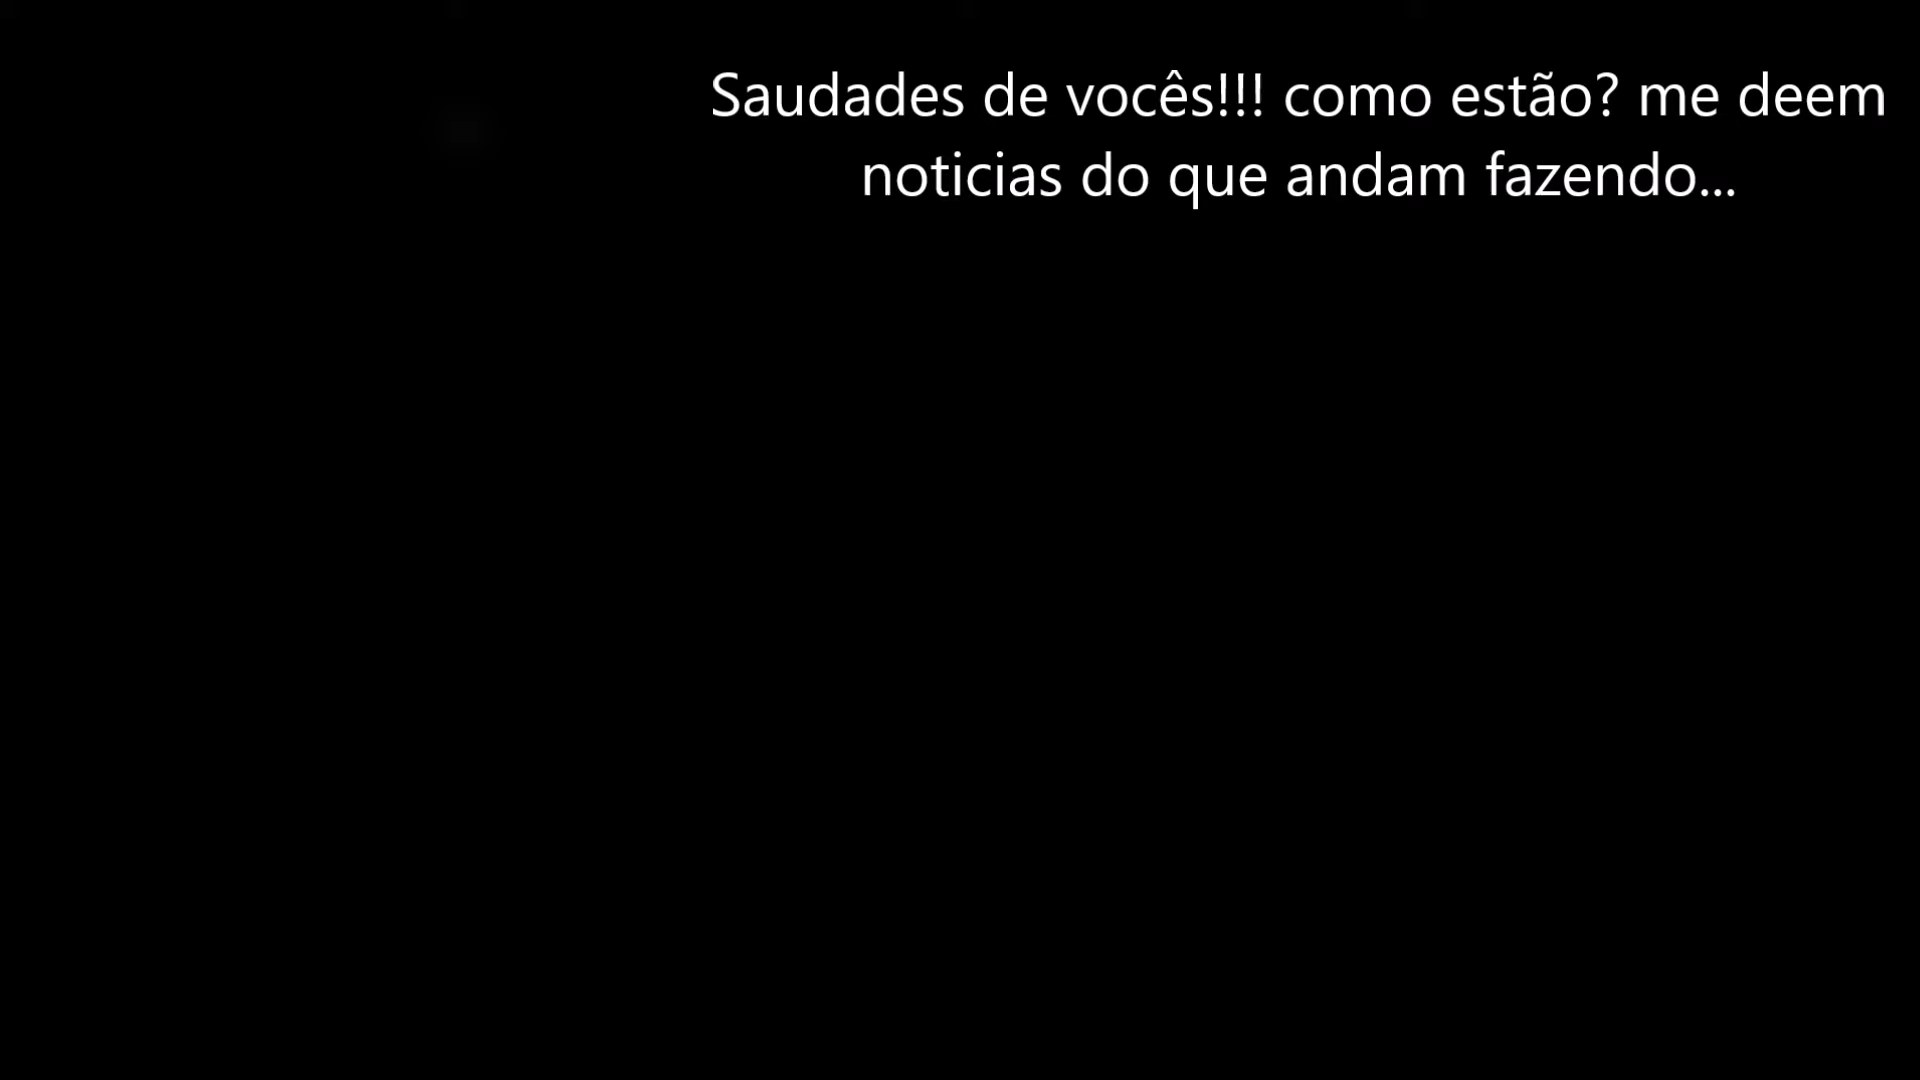 Saudades de vocês!!! como estão? me deem
noticias do que andam fazendo...